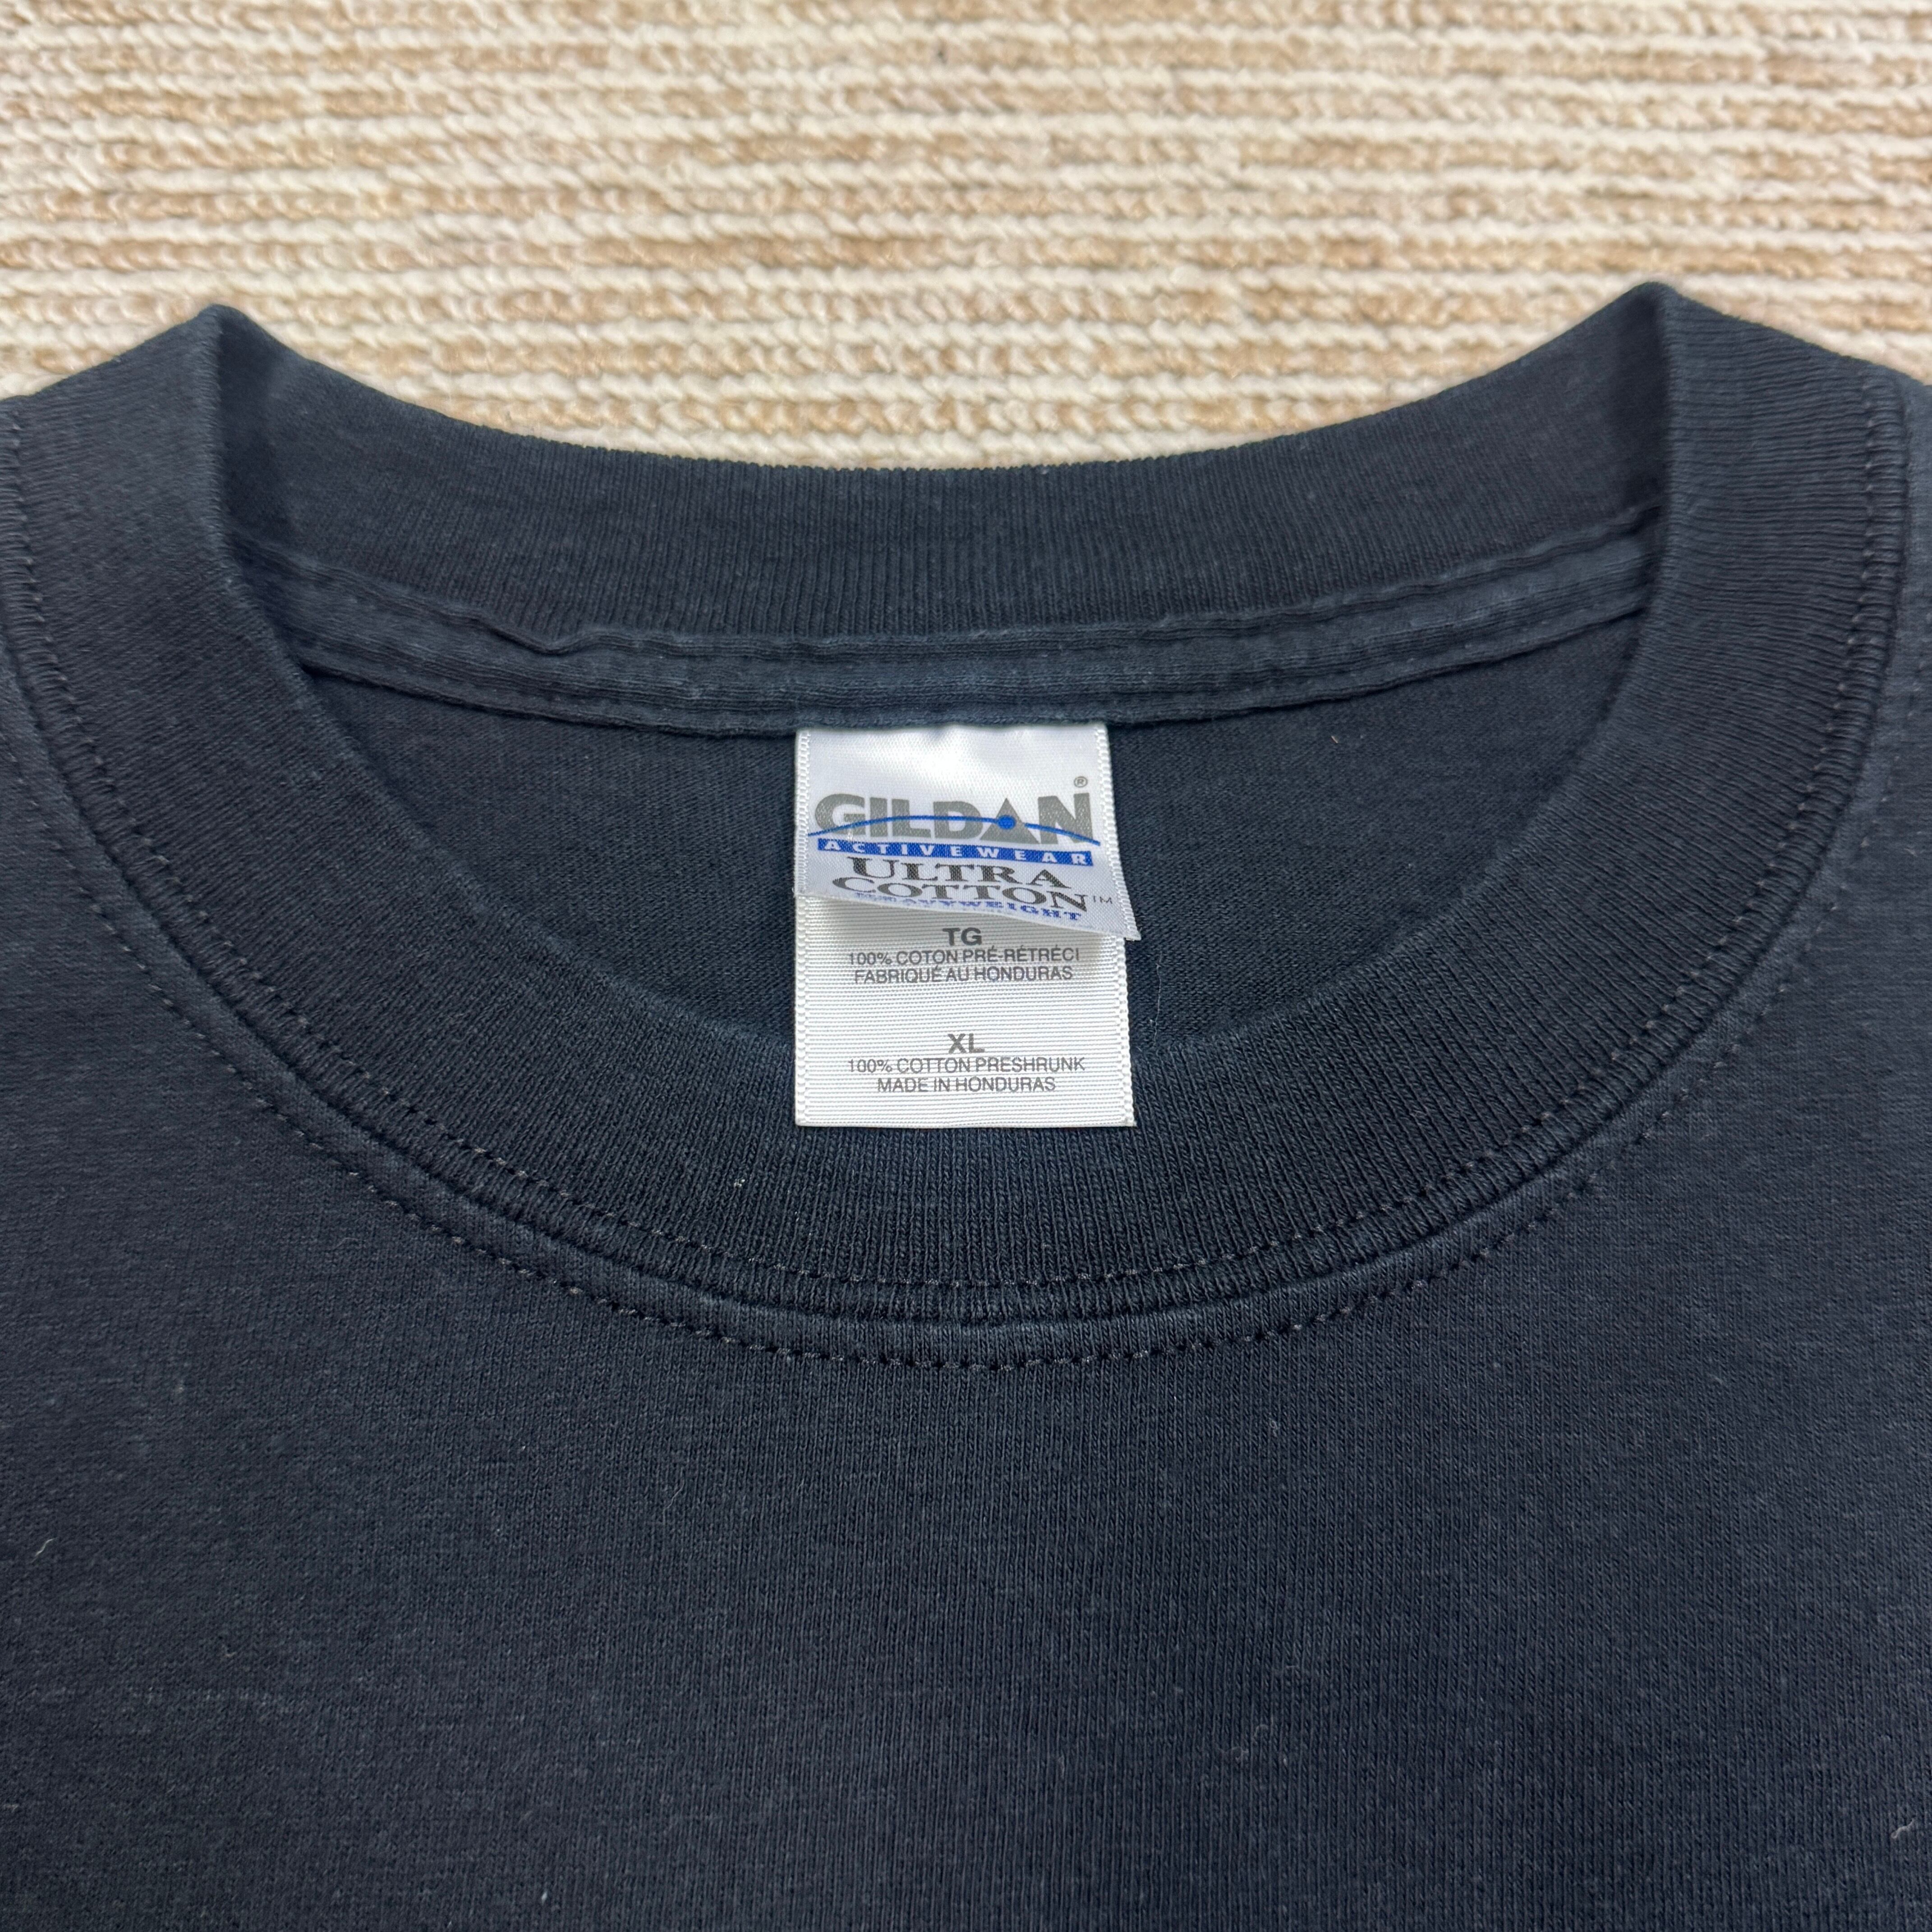 GILDAN®
ACTIVEWEAR
ULTRA
COTTON™
HEAVYWEIGHT
TG
100% COTON PRÉ-RÉTRÉCI
FABRIQUÉ AU HONDURAS
XL
100% COTTON PRESHRUNK
MADE IN HONDURAS